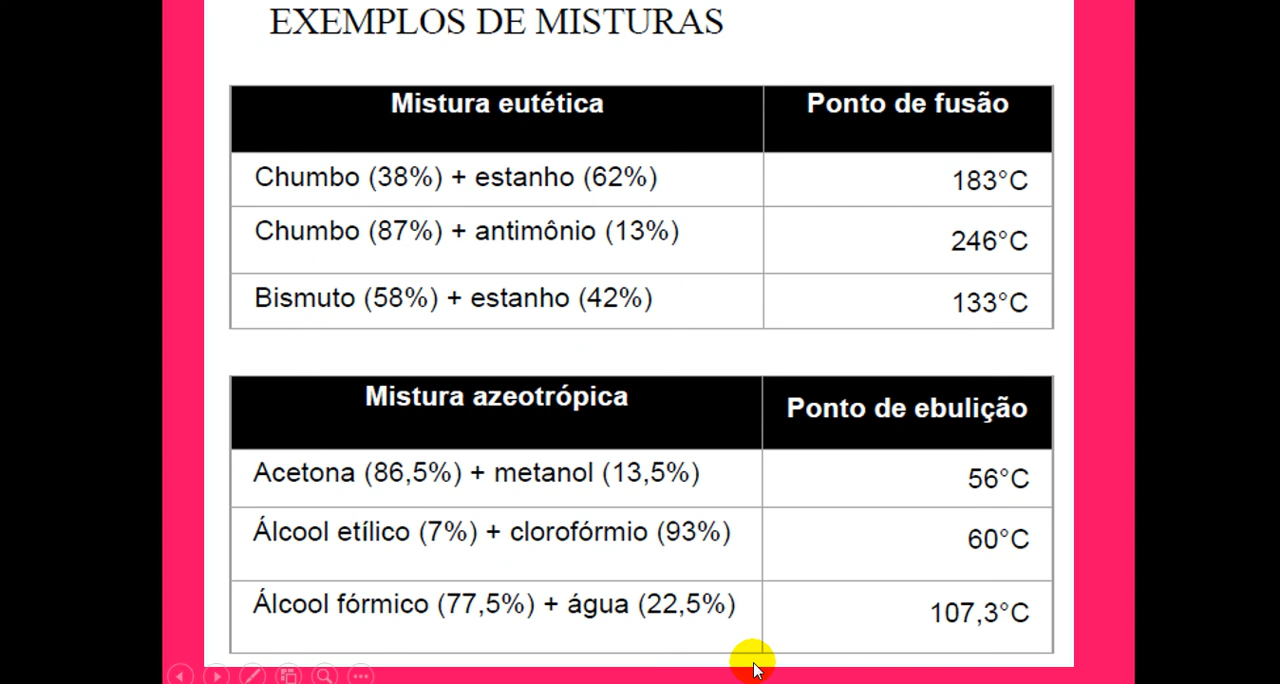 EXEMPLOS DE MISTURAS
Mistura eutética Ponto de fusão
Chumbo (38%) + estanho (62%) 183°C
Chumbo (87%) + antimônio (13%) 246°C
Bismuto (58%) + estanho (42%) 133°C
Mistura azeotrópica Ponto de ebulição
Acetona (86,5%) + metanol (13,5%) 56°C
Álcool etílico (7%) + clorofórmio (93%) 60°C
Álcool fórmico (77,5%) + água (22,5%) 107,3°C